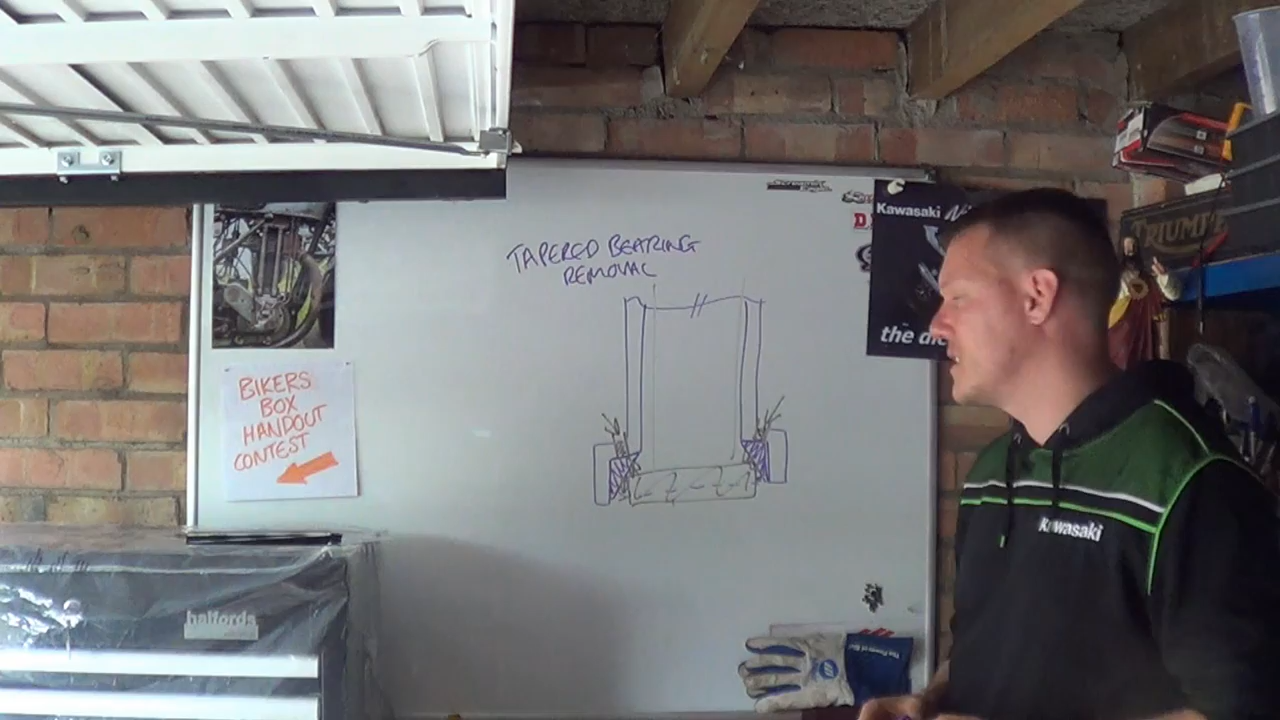 TAPERED BEARING
REMOVAL
Kawasaki
TRIUMPH
BIKERS
BOX
HANDOUT
CONTEST
the
Kawasaki
halfords